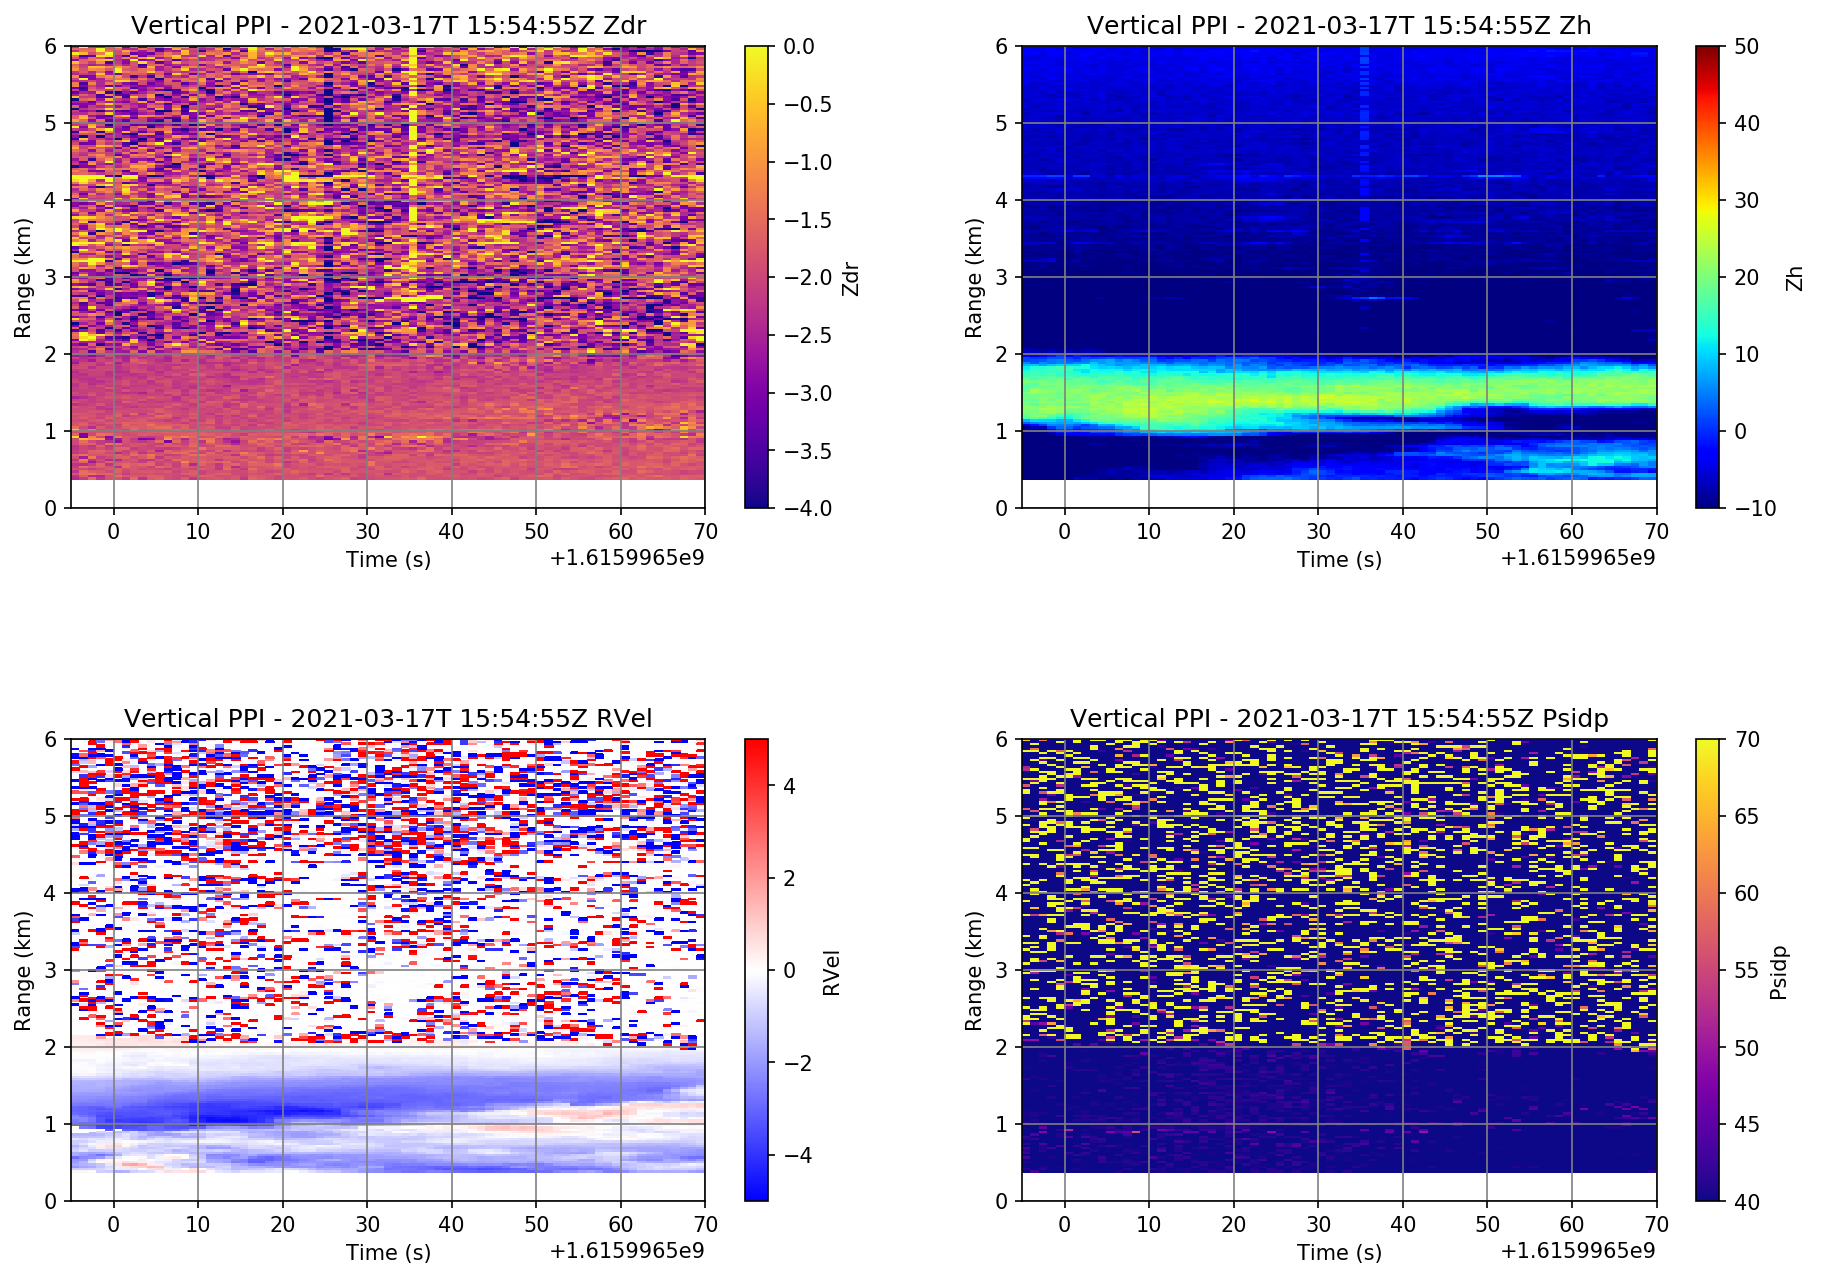 Vertical PPI - 2021-03-17T 15:54:55Z Zdr
6
5
4
3
2
1
0
Range (km)
0 10 20 30 40 50 60 70
Time (s)
+1.6159965e9
0.0
−0.5
−1.0
−1.5
−2.0
−2.5
−3.0
−3.5
−4.0
Zdr
Vertical PPI - 2021-03-17T 15:54:55Z Zh
6
5
4
3
2
1
0
Range (km)
0 10 20 30 40 50 60 70
Time (s)
+1.6159965e9
50
40
30
20
10
0
−10
Zh
Vertical PPI - 2021-03-17T 15:54:55Z RVel
6
5
4
3
2
1
0
Range (km)
0 10 20 30 40 50 60 70
Time (s)
+1.6159965e9
4
2
0
−2
−4
RVel
Vertical PPI - 2021-03-17T 15:54:55Z Psidp
6
5
4
3
2
1
0
Range (km)
0 10 20 30 40 50 60 70
Time (s)
+1.6159965e9
70
65
60
55
50
45
40
Psidp